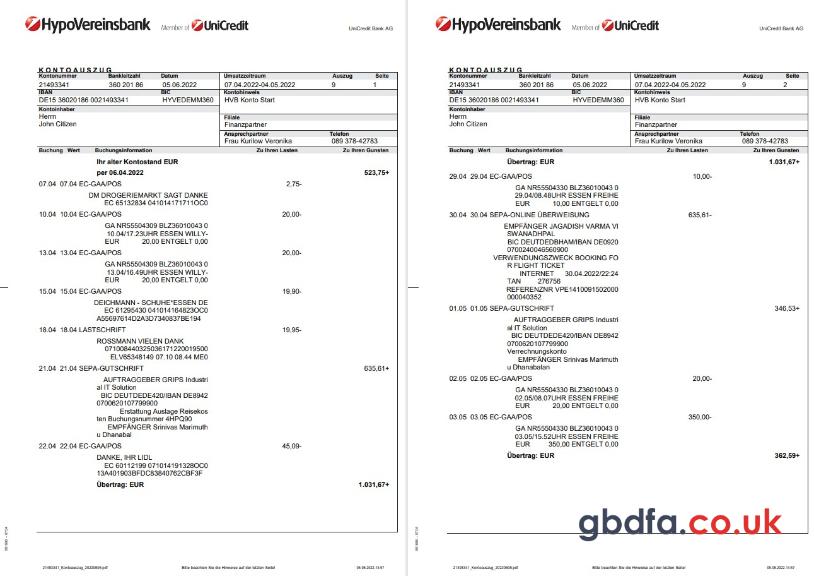 HypoVereinsbank Member of UniCredit
UniCredit Bank AG
KONTOAUSZUG
Kontonummer Bankleitzahl Datum Umsatzzeitraum Auszug Seite
21493341 360 201 86 05.06.2022 07.04.2022-04.05.2022 9 1
IBAN BIC Kontohinweis
DE15 36020186 0021493341 HYVEDEMM360 HVB Konto Start
Kontoinhaber
Herrn
John Citizen
Filiale
Finanzpartner
Ansprechpartner Telefon
Frau Kurilow Veronika 089 378-42783
Buchung Wert Buchungsinformation Zu Ihren Lasten Zu Ihren Gunsten
Ihr alter Kontostand EUR
per 06.04.2022 523,75+
07.04 07.04 EC-GAA/POS 2,75-
DM DROGERIEMARKT SAGT DANKE
EC 65132834 041014171711OC0
10.04 10.04 EC-GAA/POS 20,00-
GA NR55504309 BLZ36010043 0
10.04/17.23UHR ESSEN WILLY-
EUR 20,00 ENTGELT 0,00
13.04 13.04 EC-GAA/POS 20,00-
GA NR55504309 BLZ36010043 0
13.04/16.49UHR ESSEN WILLY-
EUR 20,00 ENTGELT 0,00
15.04 15.04 EC-GAA/POS 19,90-
DEICHMANN - SCHUHE*ESSEN DE
EC 61295430 041014164823OC0
A55697614D2A3D7340837BE194
18.04 18.04 LASTSCHRIFT 19,95-
ROSSMANN VIELEN DANK
071008440325036171220019500
ELV65348149 07.10 08.44 ME0
21.04 21.04 SEPA-GUTSCHRIFT 635,61+
AUFTRAGGEBER GRIPS Industri
al IT Solution
BIC DEUTDEDE420/IBAN DE8942
0700620107799900
Erstattung Auslage Reisekos
ten Buchungsnummer 4HPQ90
EMPFÄNGER Srinivas Marimuth
u Dhanabal
22.04 22.04 EC-GAA/POS 45,09-
DANKE, IHR LIDL
EC 60112199 071014191328OC0
13A401903BFDC83840762CBF3F
Übertrag: EUR 1.031,67+
21493341_Kontoauszug_20220605.pdf Bitte beachten Sie die Hinweise auf der letzten Seite!
HypoVereinsbank Member of UniCredit
UniCredit Bank AG
KONTOAUSZUG
Kontonummer Bankleitzahl Datum Umsatzzeitraum Auszug Seite
21493341 360 201 86 05.06.2022 07.04.2022-04.05.2022 9 2
IBAN BIC Kontohinweis
DE15 36020186 0021493341 HYVEDEMM360 HVB Konto Start
Kontoinhaber
Herrn
John Citizen
Filiale
Finanzpartner
Ansprechpartner Telefon
Frau Kurilow Veronika 089 378-42783
Buchung Wert Buchungsinformation Zu Ihren Lasten Zu Ihren Gunsten
Übertrag: EUR 1.031,67+
29.04 29.04 EC-GAA/POS 10,00-
GA NR55504330 BLZ36010043 0
29.04/08.48UHR ESSEN FREIHE
EUR 10,00 ENTGELT 0,00
30.04 30.04 SEPA-ONLINE ÜBERWEISUNG 635,61-
EMPFÄNGER JAGADISH VARMA VI
SWANADHPAL
BIC DEUTDEDBHAM/IBAN DE0920
0700240046560900
VERWENDUNGSZWECK BOOKING FO
R FLIGHT TICKET
INTERNET 30.04.2022/22:24
TAN 276756
REFERENZNR VPE1410091502000
000040352
01.05 01.05 SEPA-GUTSCHRIFT 346,53+
AUFTRAGGEBER GRIPS Industri
al IT Solution
BIC DEUTDEDE420/IBAN DE8942
0700620107799900
Verrechnungskonto
EMPFÄNGER Srinivas Marimuth
u Dhanabalan
02.05 02.05 EC-GAA/POS 20,00-
GA NR55504330 BLZ36010043 0
02.05/08.07UHR ESSEN FREIHE
EUR 20,00 ENTGELT 0,00
03.05 03.05 EC-GAA/POS 350,00-
GA NR55504330 BLZ36010043 0
03.05/15.52UHR ESSEN FREIHE
EUR 350,00 ENTGELT 0,00
Übertrag: EUR 362,59+
gbdfa.co.uk
21493341_Kontoauszug_20220605.pdf Bitte beachten Sie die Hinweise auf der letzten Seite!